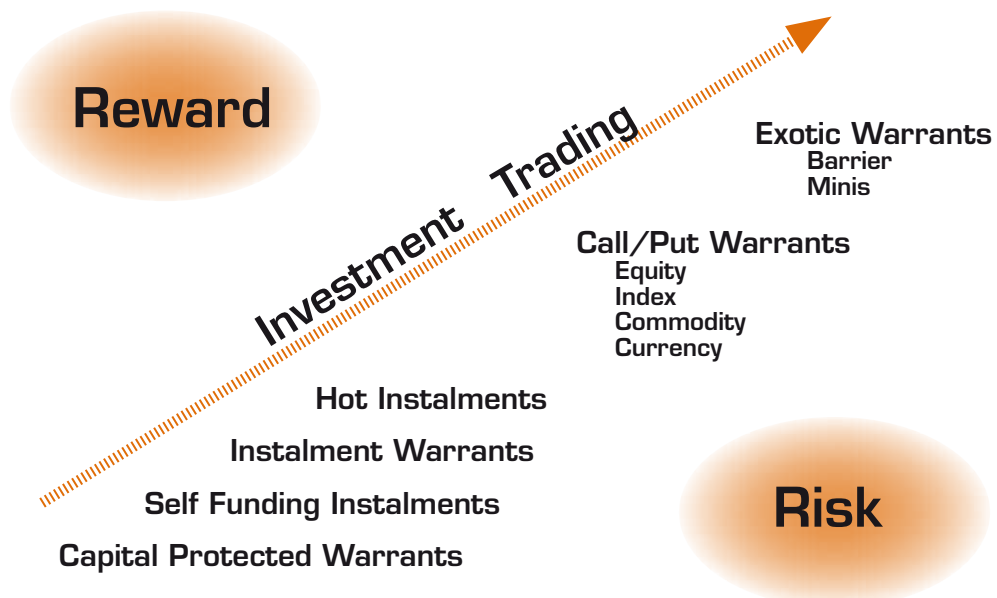 Reward
Investment Trading
Exotic Warrants
Barrier
Minis
Call/Put Warrants
Equity
Index
Commodity
Currency
Hot Instalments
Instalment Warrants
Self Funding Instalments
Capital Protected Warrants
Risk